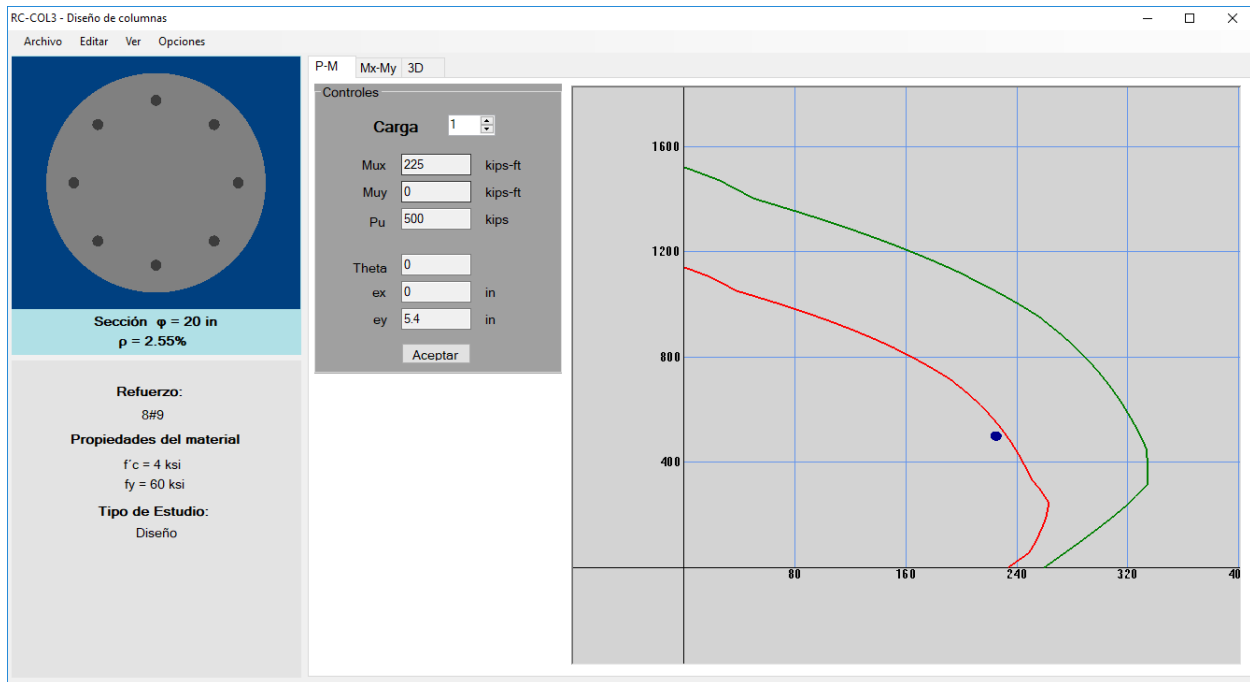 RC-COL3 - Diseño de columnas
Archivo Editar Ver Opciones
P-M Mx-My 3D
Controles
Carga 1
Mux 225 kips-ft
Muy 0 kips-ft
Pu 500 kips
Theta 0
ex 0 in
ey 5.4 in
Aceptar
Sección φ = 20 in
ρ = 2.55%
Refuerzo:
8#9
Propiedades del material
f´c = 4 ksi
fy = 60 ksi
Tipo de Estudio:
Diseño
1600
1200
800
400
80 160 240 320 40